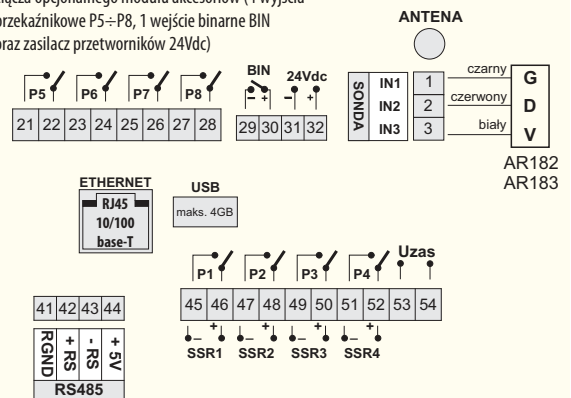 złącza opcjonalnego modułu akcesoriów (4 wyjścia
przekaźnikowe P5÷P8, 1 wejście binarne BIN
oraz zasilacz przetworników 24Vdc)
ANTENA
P5 P6 P7 P8
BIN 24Vdc
– + – +
21 22 23 24 25 26 27 28
29 30 31 32
SONDA
IN1 1 czarny G
IN2 2 czerwony D
IN3 3 biały V
AR182
AR183
ETHERNET
RJ45
10/100
base-T
USB
maks. 4GB
P1 P2 P3 P4 Uzas
45 46 47 48 49 50 51 52 53 54
– + – + – + – +
SSR1 SSR2 SSR3 SSR4
41 42 43 44
RGND + RS - RS + 5V
RS485